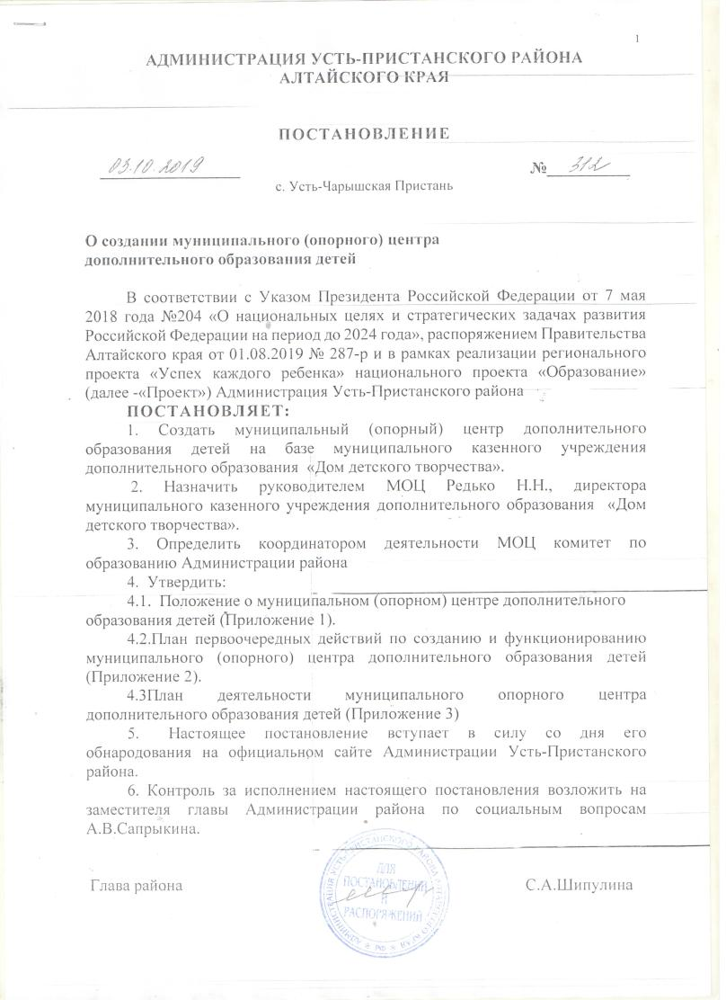 1
АДМИНИСТРАЦИЯ УСТЬ-ПРИСТАНСКОГО РАЙОНА
АЛТАЙСКОГО КРАЯ
ПОСТАНОВЛЕНИЕ
03.10.2019 № 312
с. Усть-Чарышская Пристань
О создании муниципального (опорного) центра
дополнительного образования детей
В соответствии с Указом Президента Российской Федерации от 7 мая
2018 года №204 «О национальных целях и стратегических задачах развития
Российской Федерации на период до 2024 года», распоряжением Правительства
Алтайского края от 01.08.2019 № 287-р и в рамках реализации регионального
проекта «Успех каждого ребенка» национального проекта «Образование»
(далее -«Проект») Администрация Усть-Пристанского района
ПОСТАНОВЛЯЕТ:
1. Создать муниципальный (опорный) центр дополнительного
образования детей на базе муниципального казенного учреждения
дополнительного образования «Дом детского творчества».
2. Назначить руководителем МОЦ Редько Н.Н., директора
муниципального казенного учреждения дополнительного образования «Дом
детского творчества».
3. Определить координатором деятельности МОЦ комитет по
образованию Администрации района
4. Утвердить:
4.1. Положение о муниципальном (опорном) центре дополнительного
образования детей (Приложение 1).
4.2.План первоочередных действий по созданию и функционированию
муниципального (опорного) центра дополнительного образования детей
(Приложение 2).
4.3План деятельности муниципального опорного центра
дополнительного образования детей (Приложение 3)
5. Настоящее постановление вступает в силу со дня его
обнародования на официальном сайте Администрации Усть-Пристанского
района.
6. Контроль за исполнением настоящего постановления возложить на
заместителя главы Администрации района по социальным вопросам
А.В.Сапрыкина.
Глава района С.А.Шипулина
ДЛЯ
ПОСТАНОВЛЕНИЙ
И
РАСПОРЯЖЕНИЙ
АДМИНИСТРАЦИЯ УСТЬ-ПРИСТАНСКОГО РАЙОНА АЛТАЙСКОГО КРАЯ * РФ *